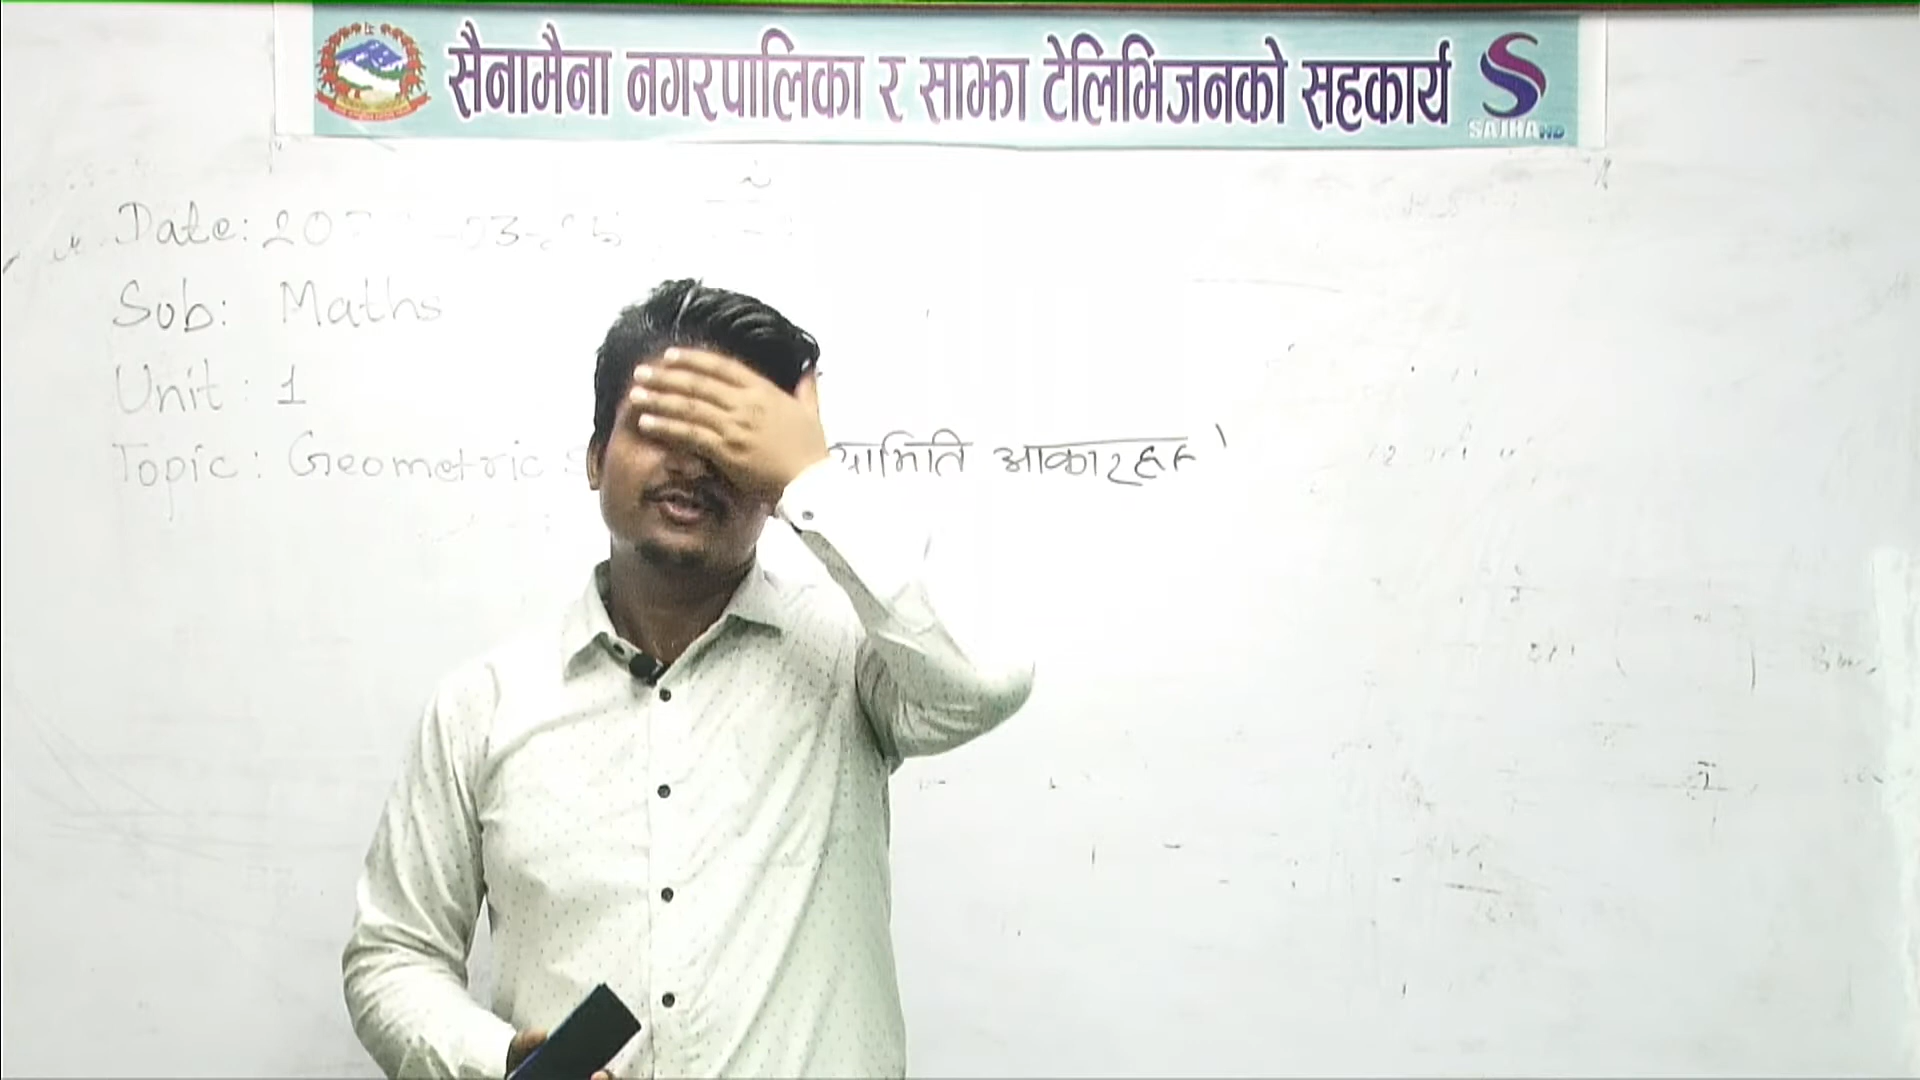 सैनामैना नगरपालिका र साझा टेलिभिजनको सहकार्य
SAJHA HD
Date:
Sub: Maths
Unit: 1
Topic: Geometric आकारहरु